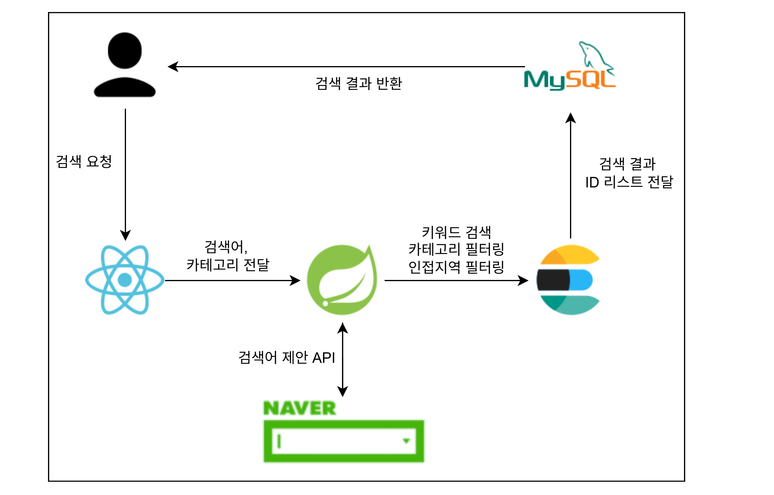 MySQL
검색 결과 반환
검색 요청
검색 결과
ID 리스트 전달
검색어,
카테고리 전달
키워드 검색
카테고리 필터링
인접지역 필터링
검색어 제안 API
NAVER